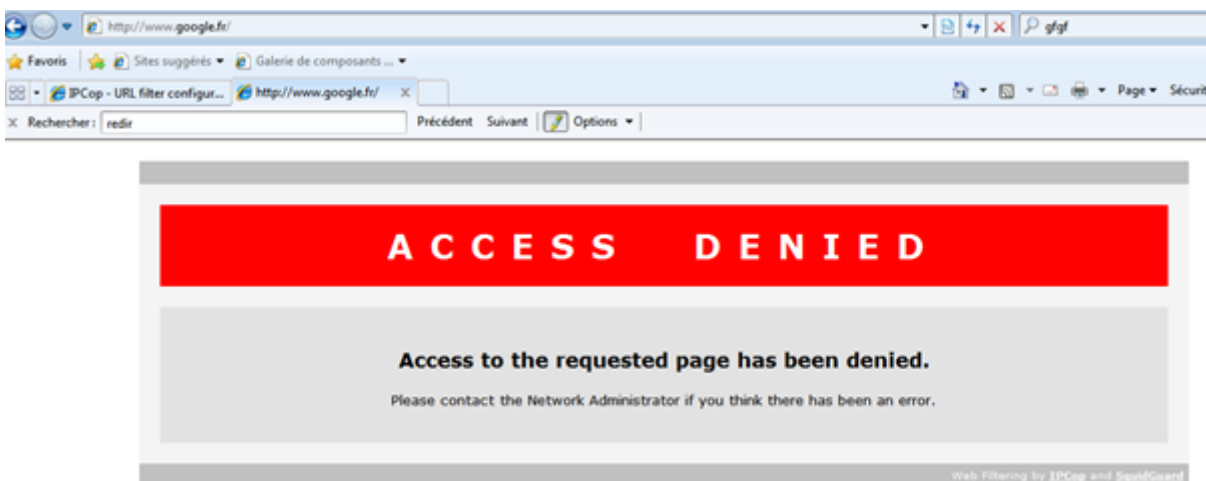 http://www.google.fr/ gfgf
Favoris Sites suggérés Galerie de composants ...
IPCop - URL filter configur... http://www.google.fr/ X Page Sécurit
X Rechercher: redir Précédent Suivant Options
ACCESS DENIED
Access to the requested page has been denied.
Please contact the Network Administrator if you think there has been an error.
Web Filtering by IPCop and SquidGuard